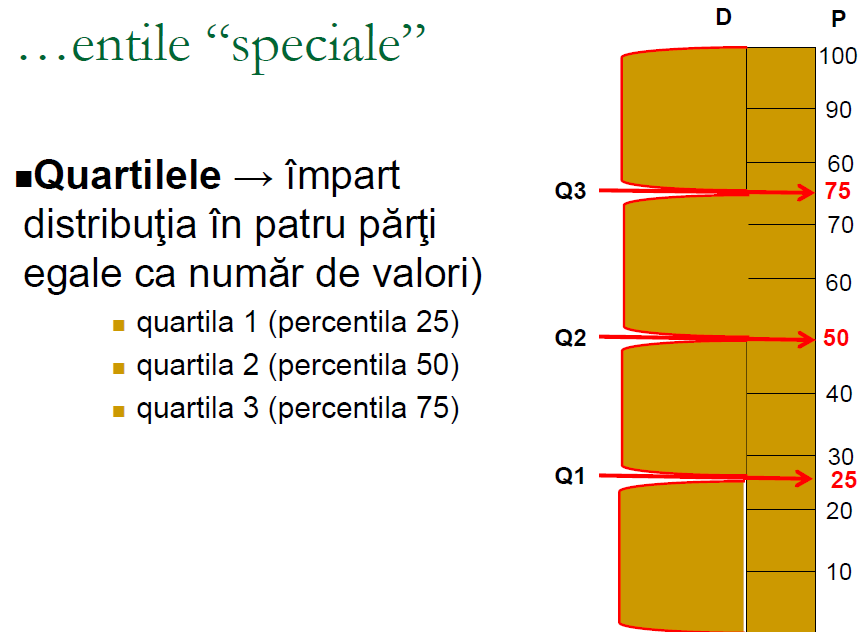 …entile “speciale”
■Quartilele → împart
distribuţia în patru părţi
egale ca număr de valori)
■ quartila 1 (percentila 25)
■ quartila 2 (percentila 50)
■ quartila 3 (percentila 75)
D P
100
90
60
Q3 75
70
60
Q2 50
40
30
Q1 25
20
10